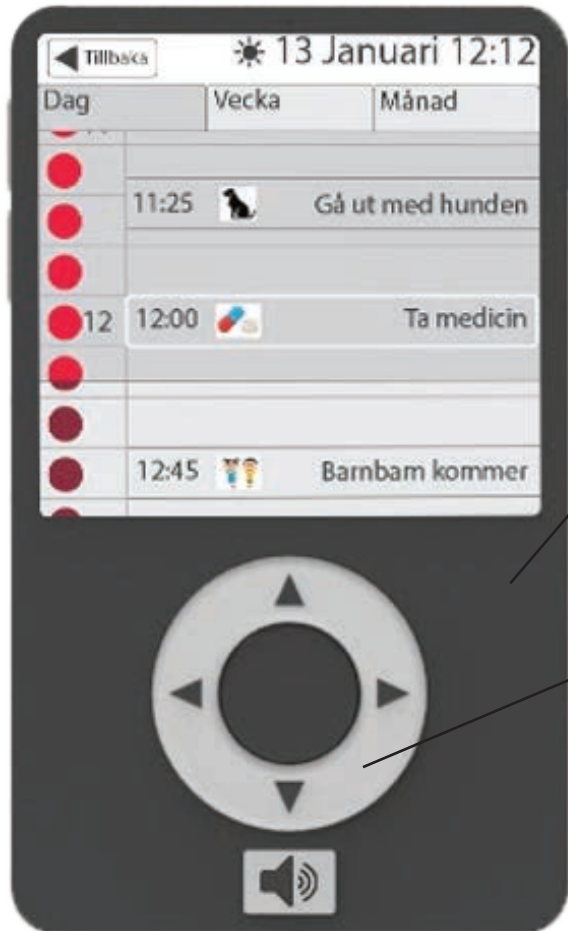 Tillbaka
13 Januari 12:12
Dag Vecka Månad
11:25 Gå ut med hunden
12 12:00 Ta medicin
12:45 Barnbarn kommer